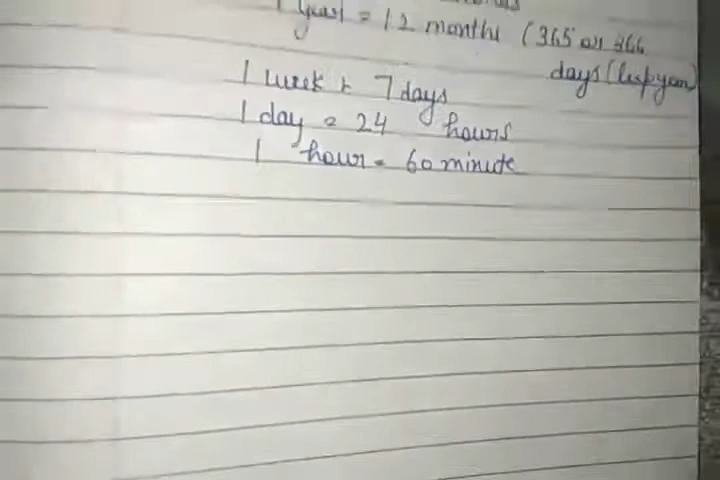 1 year = 12 months (365 or 366
days (leap year)
1 week = 7 days
1 day = 24 hours
1 hour = 60 minute